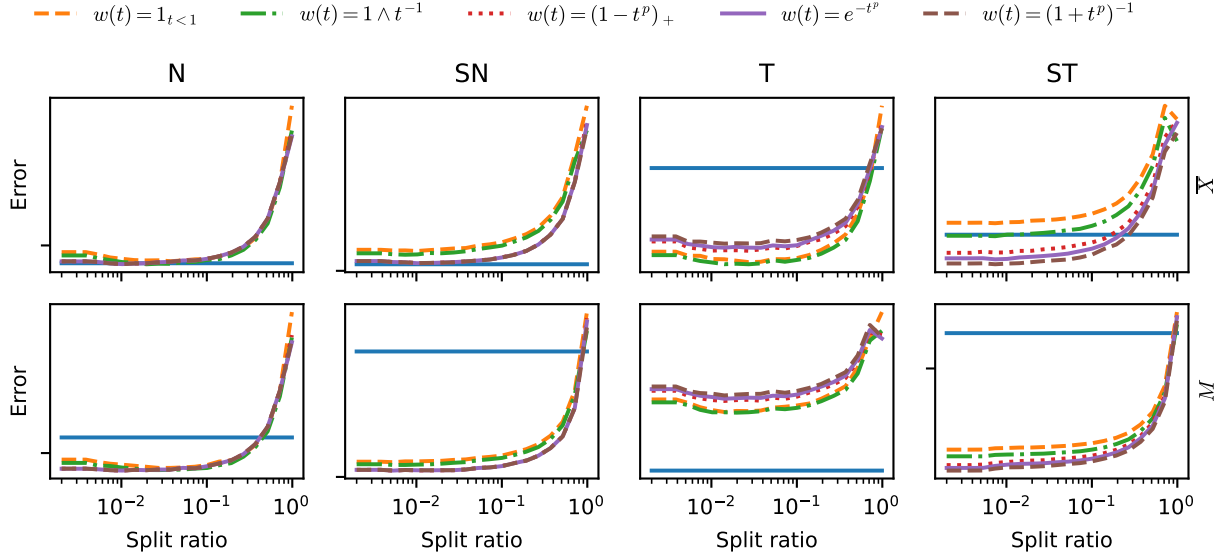 w(t) = 1_{t<1} w(t) = 1 ∧ t^{-1} w(t) = (1 − t^p)_+ w(t) = e^{-t^p} w(t) = (1 + t^p)^{-1}
N SN T ST
Error
X̅
Error
M
10^{-2} 10^{-1} 10^0 10^{-2} 10^{-1} 10^0 10^{-2} 10^{-1} 10^0 10^{-2} 10^{-1} 10^0
Split ratio Split ratio Split ratio Split ratio